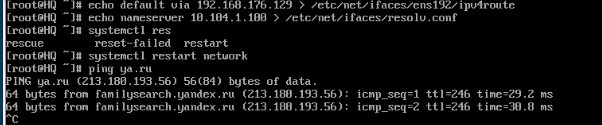 [root@HQ ~]# echo default via 192.168.176.129 > /etc/net/ifaces/ens192/ipv4route
[root@HQ ~]# echo nameserver 10.104.1.100 > /etc/net/ifaces/resolv.conf
[root@HQ ~]# systemctl res
rescue        reset-failed  restart
[root@HQ ~]# systemctl restart network
[root@HQ ~]# ping ya.ru
PING ya.ru (213.180.193.56) 56(84) bytes of data.
64 bytes from familysearch.yandex.ru (213.180.193.56): icmp_seq=1 ttl=246 time=29.2 ms
64 bytes from familysearch.yandex.ru (213.180.193.56): icmp_seq=2 ttl=246 time=30.8 ms
^C